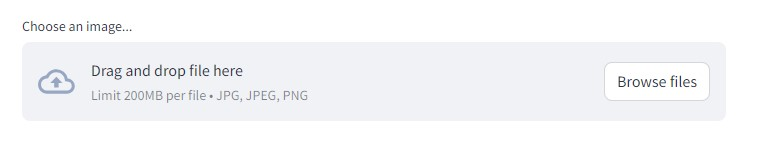 Choose an image...
Drag and drop file here
Limit 200MB per file • JPG, JPEG, PNG
Browse files